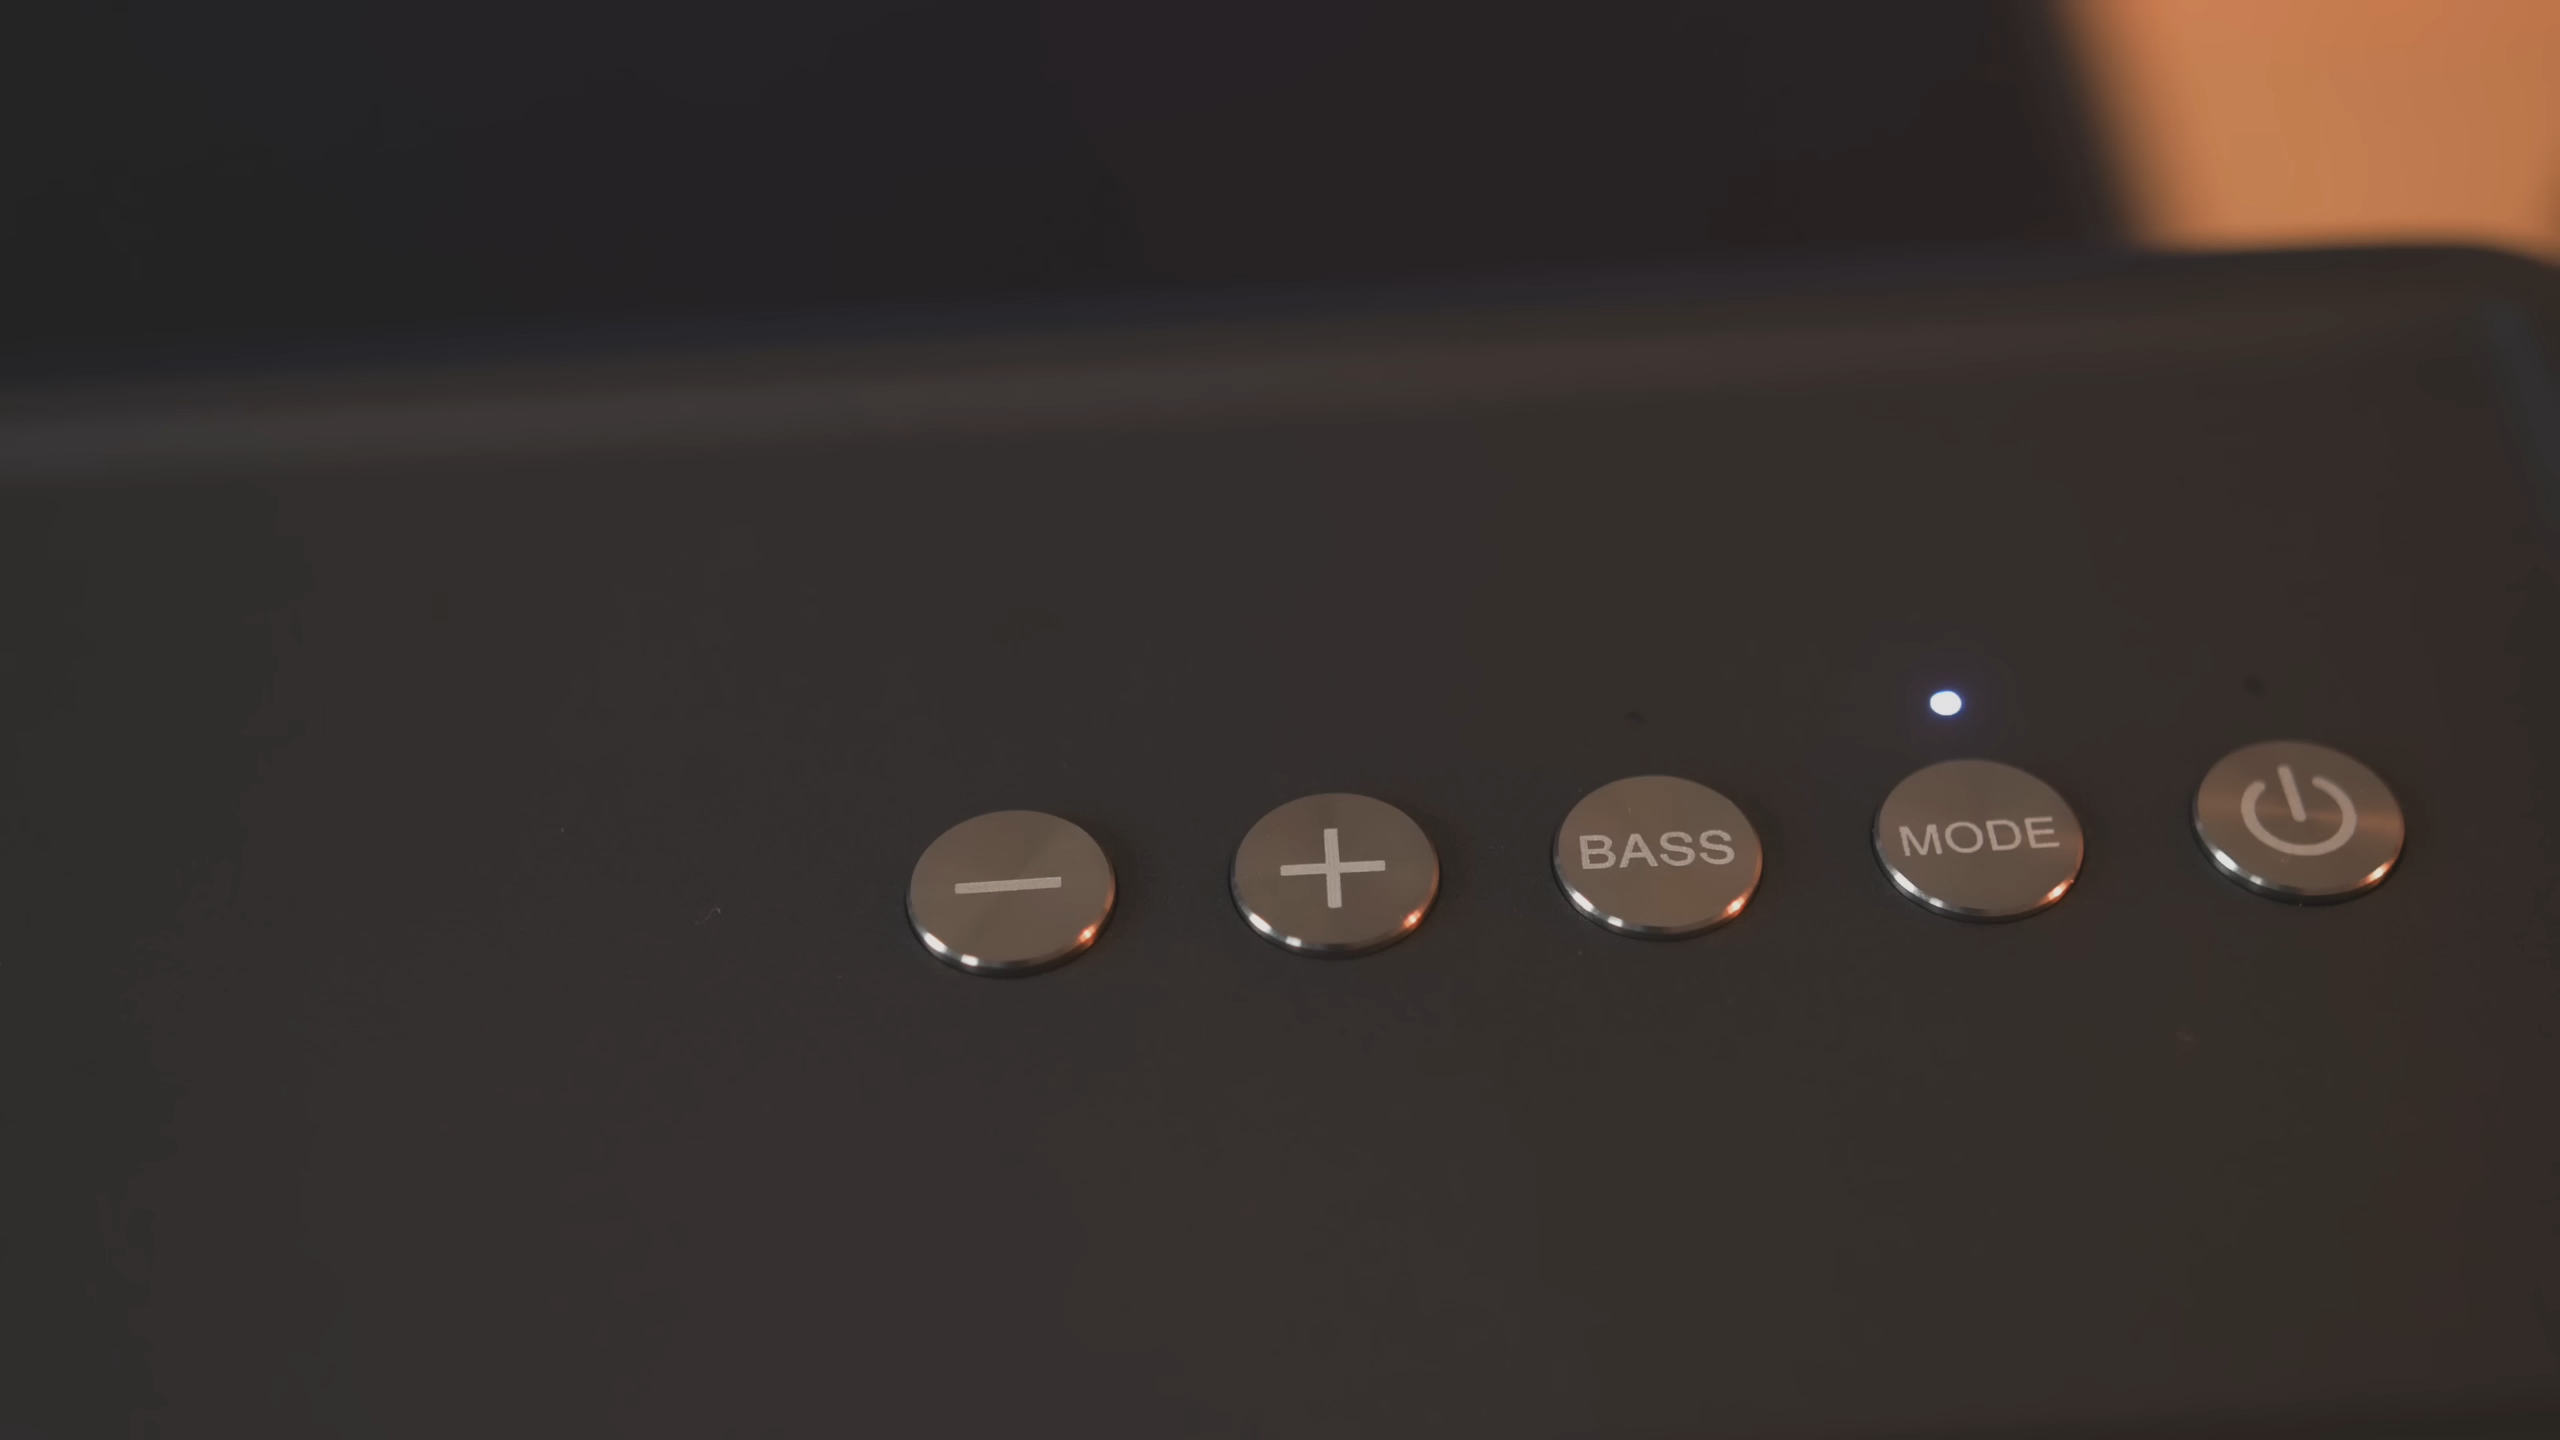 — + BASS MODE